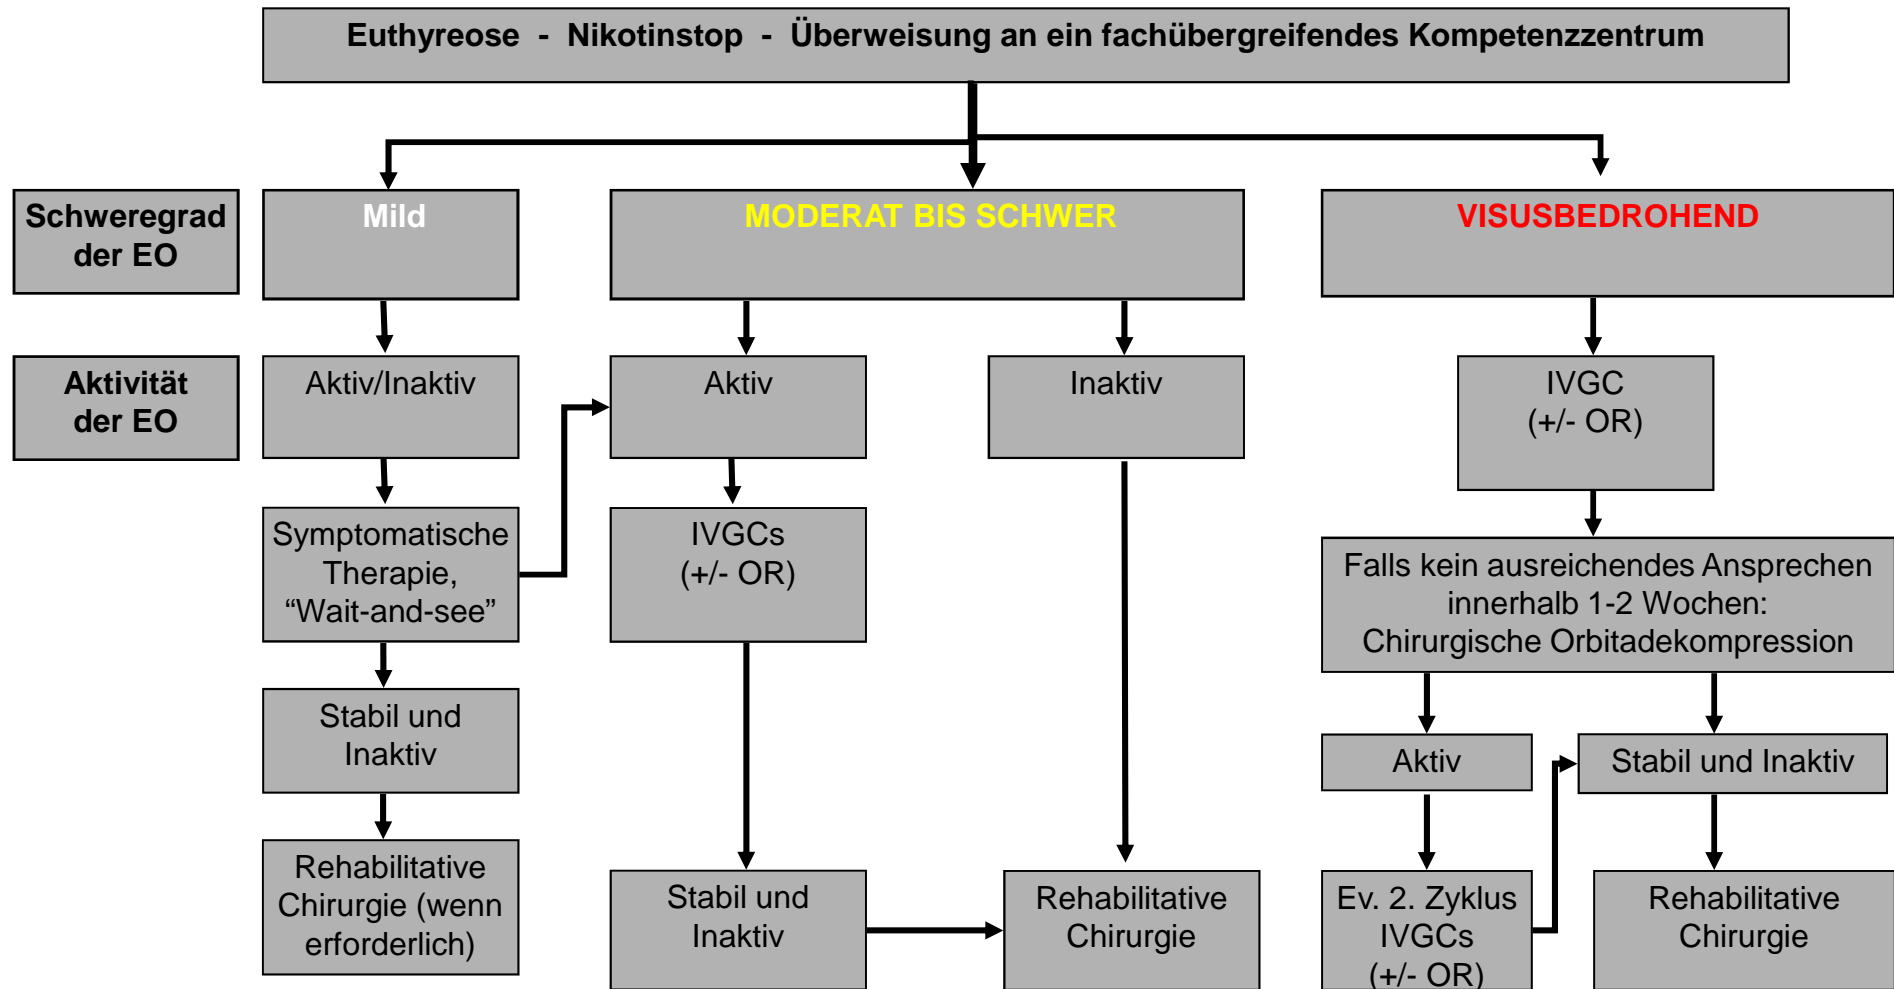 Euthyreose - Nikotinstop - Überweisung an ein fachübergreifendes Kompetenzzentrum
Schweregrad
der EO
Mild
MODERAT BIS SCHWER
VISUSBEDROHEND
Aktivität
der EO
Aktiv/Inaktiv
Aktiv
Inaktiv
IVGC
(+/- OR)
Symptomatische
Therapie,
“Wait-and-see”
IVGCs
(+/- OR)
Falls kein ausreichendes Ansprechen
innerhalb 1-2 Wochen:
Chirurgische Orbitadekompression
Stabil und
Inaktiv
Aktiv
Stabil und Inaktiv
Rehabilitative
Chirurgie (wenn
erforderlich)
Stabil und
Inaktiv
Rehabilitative
Chirurgie
Ev. 2. Zyklus
IVGCs
(+/- OR)
Rehabilitative
Chirurgie